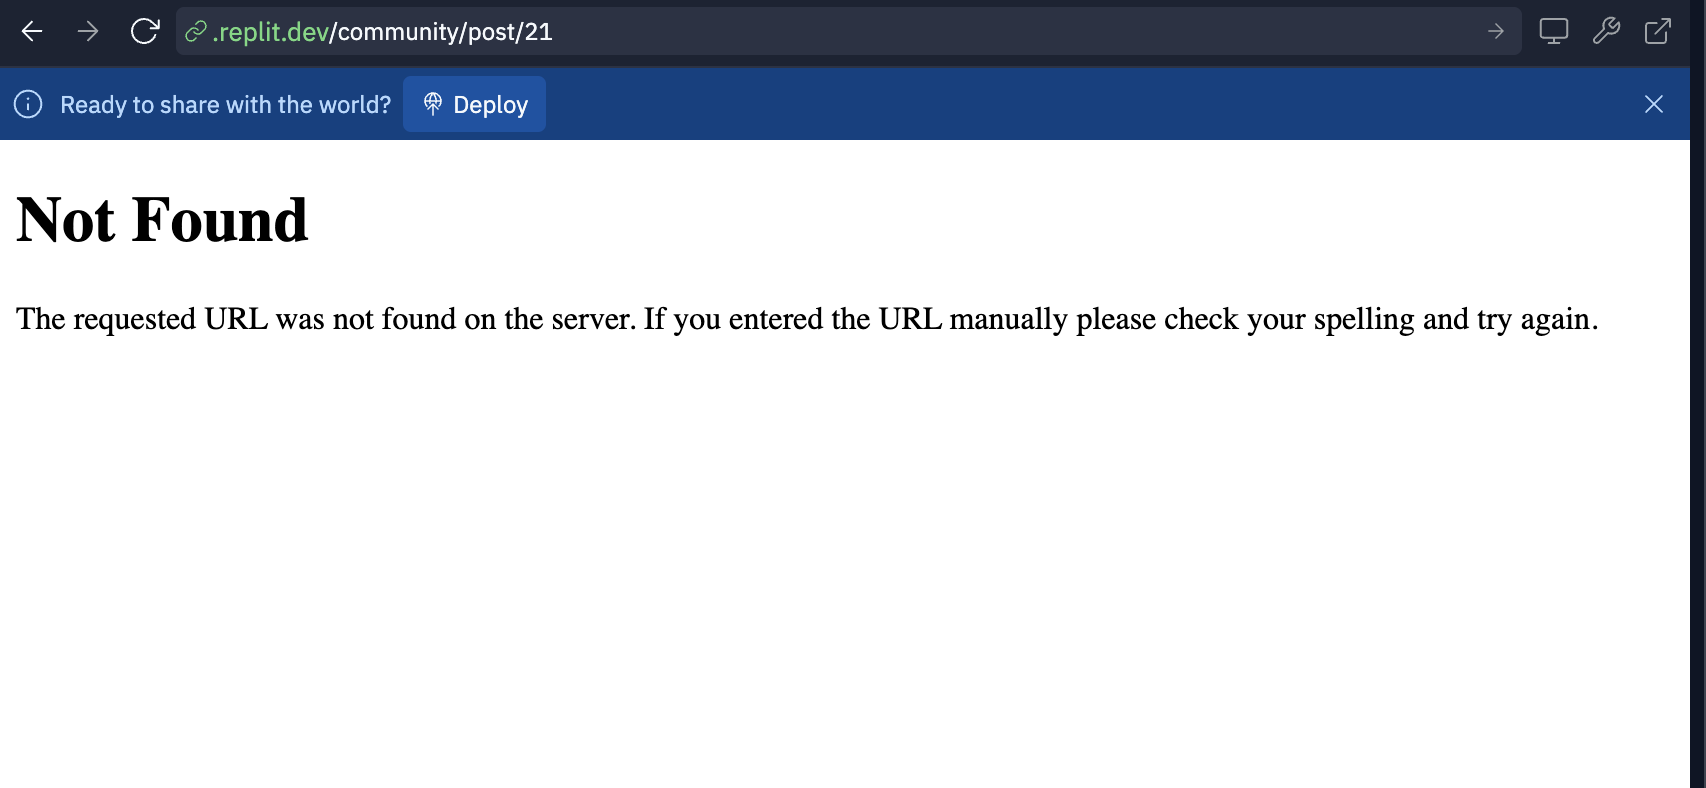 .replit.dev/community/post/21
Ready to share with the world? Deploy
Not Found
The requested URL was not found on the server. If you entered the URL manually please check your spelling and try again.